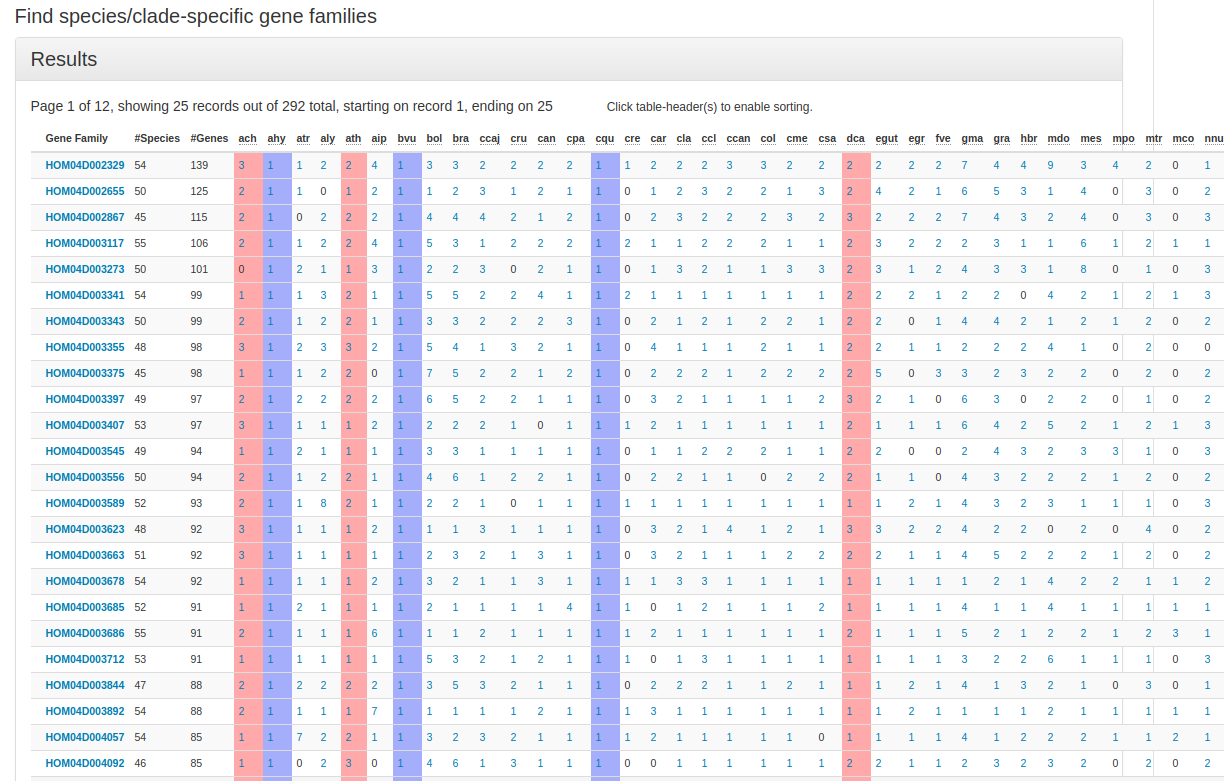 Find species/clade-specific gene families
Results
Page 1 of 12, showing 25 records out of 292 total, starting on record 1, ending on 25 Click table-header(s) to enable sorting.
Gene Family #Species #Genes ach ahy atr aly ath aip bvu bol bra ccaj cru can cpa cqu cre car cla ccl ccan col cme csa dca egut egr fve gma gra hbr mdo mes mpo mtr mco nnu
HOM04D002329 54 139 3 1 1 2 2 4 1 3 3 2 2 2 2 1 1 2 2 2 3 3 2 2 2 2 2 2 7 4 4 9 3 4 2 0 1
HOM04D002655 50 125 2 1 1 0 1 2 1 1 2 3 1 2 1 1 0 1 2 3 2 2 1 3 2 4 2 1 6 5 3 1 4 0 3 0 2
HOM04D002867 45 115 2 1 0 2 2 2 1 4 4 4 2 1 2 1 0 2 3 2 2 2 3 2 3 2 2 2 7 4 3 2 4 0 3 0 3
HOM04D003117 55 106 2 1 1 2 2 4 1 5 3 1 2 2 2 1 2 1 1 2 2 2 1 1 2 3 2 2 2 3 1 1 6 1 2 1 1
HOM04D003273 50 101 0 1 2 1 1 3 1 2 2 3 0 2 1 1 0 1 3 2 1 1 3 3 2 3 1 2 4 3 3 1 8 0 1 0 3
HOM04D003341 54 99 1 1 1 3 2 1 1 5 5 2 2 4 1 1 2 1 1 1 1 1 1 1 2 2 2 1 2 2 0 4 2 1 2 1 3
HOM04D003343 50 99 2 1 1 2 2 1 1 3 3 2 2 2 3 1 0 2 1 2 1 2 2 1 2 2 0 1 4 4 2 1 2 1 2 0 2
HOM04D003355 48 98 3 1 2 3 3 2 1 5 4 1 3 2 1 1 0 4 1 1 1 2 1 1 2 2 1 1 2 2 2 4 1 0 2 0 0
HOM04D003375 45 98 1 1 1 2 2 0 1 7 5 2 2 1 2 1 0 2 2 2 1 2 2 2 2 5 0 3 3 2 3 2 2 0 2 0 2
HOM04D003397 49 97 2 1 2 2 2 2 1 6 5 2 2 1 1 1 0 3 2 1 1 1 1 2 3 2 1 0 6 3 0 2 2 0 1 0 2
HOM04D003407 53 97 3 1 1 1 1 2 1 2 2 2 1 0 1 1 1 2 1 1 1 1 1 1 2 1 1 1 6 4 2 5 2 1 2 1 3
HOM04D003545 49 94 1 1 2 1 1 1 1 3 3 1 1 1 1 1 0 1 1 2 2 2 1 1 2 2 0 0 2 4 3 2 3 3 1 0 3
HOM04D003556 50 94 2 1 1 2 2 1 1 4 6 1 2 2 1 1 0 2 2 1 1 0 2 2 2 1 1 0 4 3 2 2 2 1 2 0 2
HOM04D003589 52 93 2 1 1 8 2 1 1 2 2 1 0 1 1 1 1 1 1 1 1 1 1 1 1 1 2 1 4 3 2 3 1 1 1 0 3
HOM04D003623 48 92 3 1 1 1 1 2 1 1 1 3 1 1 1 1 0 3 2 1 4 1 2 1 3 3 2 2 4 2 2 0 2 0 4 0 2
HOM04D003663 51 92 3 1 1 1 1 1 1 2 3 2 1 3 1 1 0 3 2 1 1 1 2 2 2 2 1 1 4 5 2 2 2 1 2 0 2
HOM04D003678 54 92 1 1 1 1 1 2 1 3 2 1 1 3 1 1 1 1 3 3 1 1 1 1 1 1 1 1 1 2 1 4 2 2 1 1 2
HOM04D003685 52 91 1 1 2 1 1 1 1 2 1 1 1 1 4 1 1 0 1 2 1 1 1 2 1 1 1 1 4 1 1 4 1 1 1 1 1
HOM04D003686 55 91 2 1 1 1 1 6 1 1 1 2 1 1 1 1 1 2 1 1 1 1 1 1 2 1 1 1 5 2 1 2 2 1 2 3 1
HOM04D003712 53 91 1 1 1 1 1 1 1 5 3 2 1 2 1 1 1 0 1 3 1 1 1 1 1 1 1 1 3 2 2 6 1 1 1 0 3
HOM04D003844 47 88 2 1 2 2 2 2 1 3 5 3 2 1 1 1 0 2 2 2 1 1 2 1 1 1 2 1 4 1 3 2 1 0 3 0 1
HOM04D003892 54 88 2 1 1 1 1 7 1 1 1 1 1 2 1 1 1 3 1 1 1 1 1 1 1 1 2 1 1 1 1 2 1 1 1 1 1
HOM04D004057 54 85 1 1 7 2 2 1 1 3 2 3 2 1 1 1 1 2 1 1 1 1 1 0 1 1 1 1 4 1 2 2 2 1 1 2 1
HOM04D004092 46 85 1 1 0 2 3 0 1 4 6 1 3 1 1 1 0 0 1 1 1 1 1 1 2 2 1 1 2 3 2 3 2 0 2 0 2